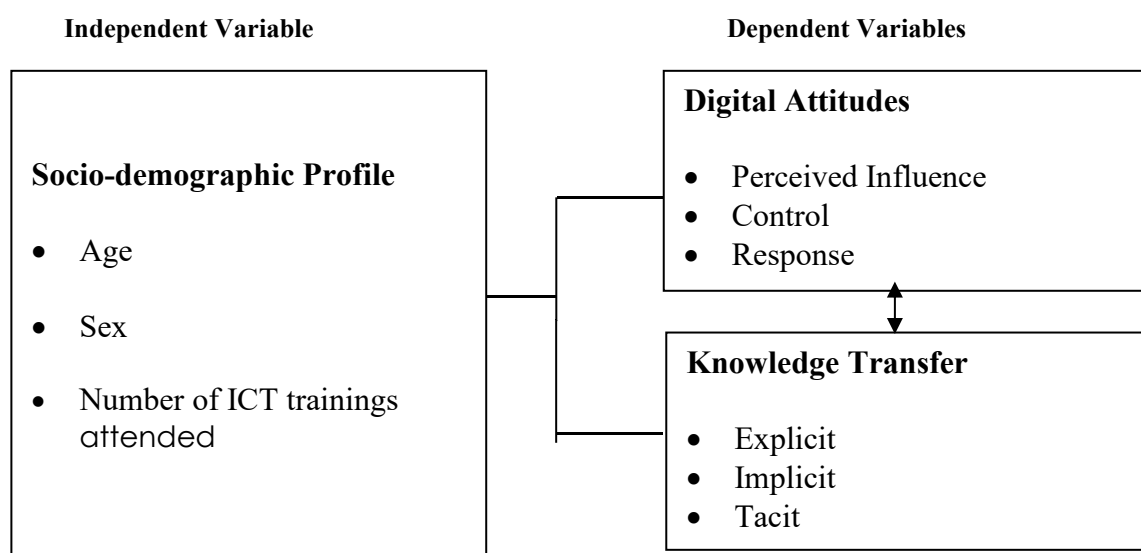 Independent Variable
Dependent Variables
Socio-demographic Profile
• Age
• Sex
• Number of ICT trainings
attended
Digital Attitudes
• Perceived Influence
• Control
• Response
Knowledge Transfer
• Explicit
• Implicit
• Tacit